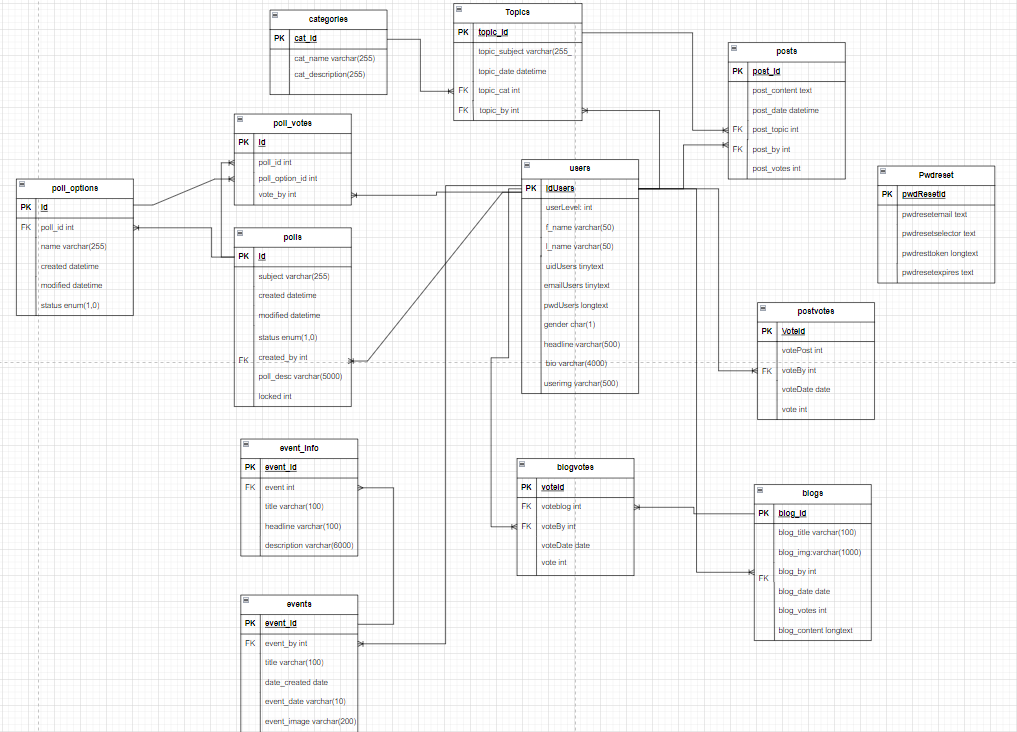 categories
PK cat_id
cat_name varchar(255)
cat_description(255)
Topics
PK topic_id
topic_subject varchar(255_
topic_date datetime
FK topic_cat int
FK topic_by int
posts
PK post_id
post_content text
post_date datetime
FK post_topic int
FK post_by int
post_votes int
poll_votes
PK id
poll_id int
poll_option_id int
vote_by int
poll_options
PK id
FK poll_id int
name varchar(255)
created datetime
modified datetime
status enum(1,0)
polls
PK id
subject varchar(255)
created datetime
modified datetime
status enum(1,0)
FK created_by int
poll_desc varchar(5000)
locked int
users
PK idUsers
userLevel: int
f_name varchar(50)
l_name varchar(50)
uidUsers tinytext
emailUsers tinytext
pwdUsers longtext
gender char(1)
headline varchar(500)
bio varchar(4000)
userimg varchar(500)
Pwdreset
PK pwdResetId
pwdresetemail text
pwdresetselector text
pwdresttoken longtext
pwdresetexpires text
postvotes
PK VoteId
votePost int
FK voteBy int
voteDate date
vote int
event_info
PK event_id
FK event int
title varchar(100)
headline varchar(100)
description varchar(6000)
blogvotes
PK voteId
FK voteblog int
FK voteBy int
voteDate date
vote int
blogs
PK blog_id
blog_title varchar(100)
blog_img:varchar(1000)
blog_by int
FK
blog_date date
blog_votes int
blog_content longtext
events
PK event_id
FK event_by int
title varchar(100)
date_created date
event_date varchar(10)
event_image varchar(200)